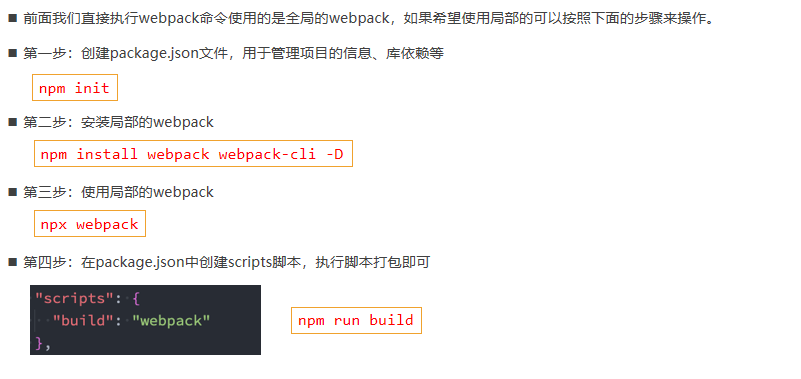 ■ 前面我们直接执行webpack命令使用的是全局的webpack，如果希望使用局部的可以按照下面的步骤来操作。
■ 第一步：创建package.json文件，用于管理项目的信息、库依赖等
npm init
■ 第二步：安装局部的webpack
npm install webpack webpack-cli -D
■ 第三步：使用局部的webpack
npx webpack
■ 第四步：在package.json中创建scripts脚本，执行脚本打包即可
"scripts": {
"build": "webpack"
},
npm run build